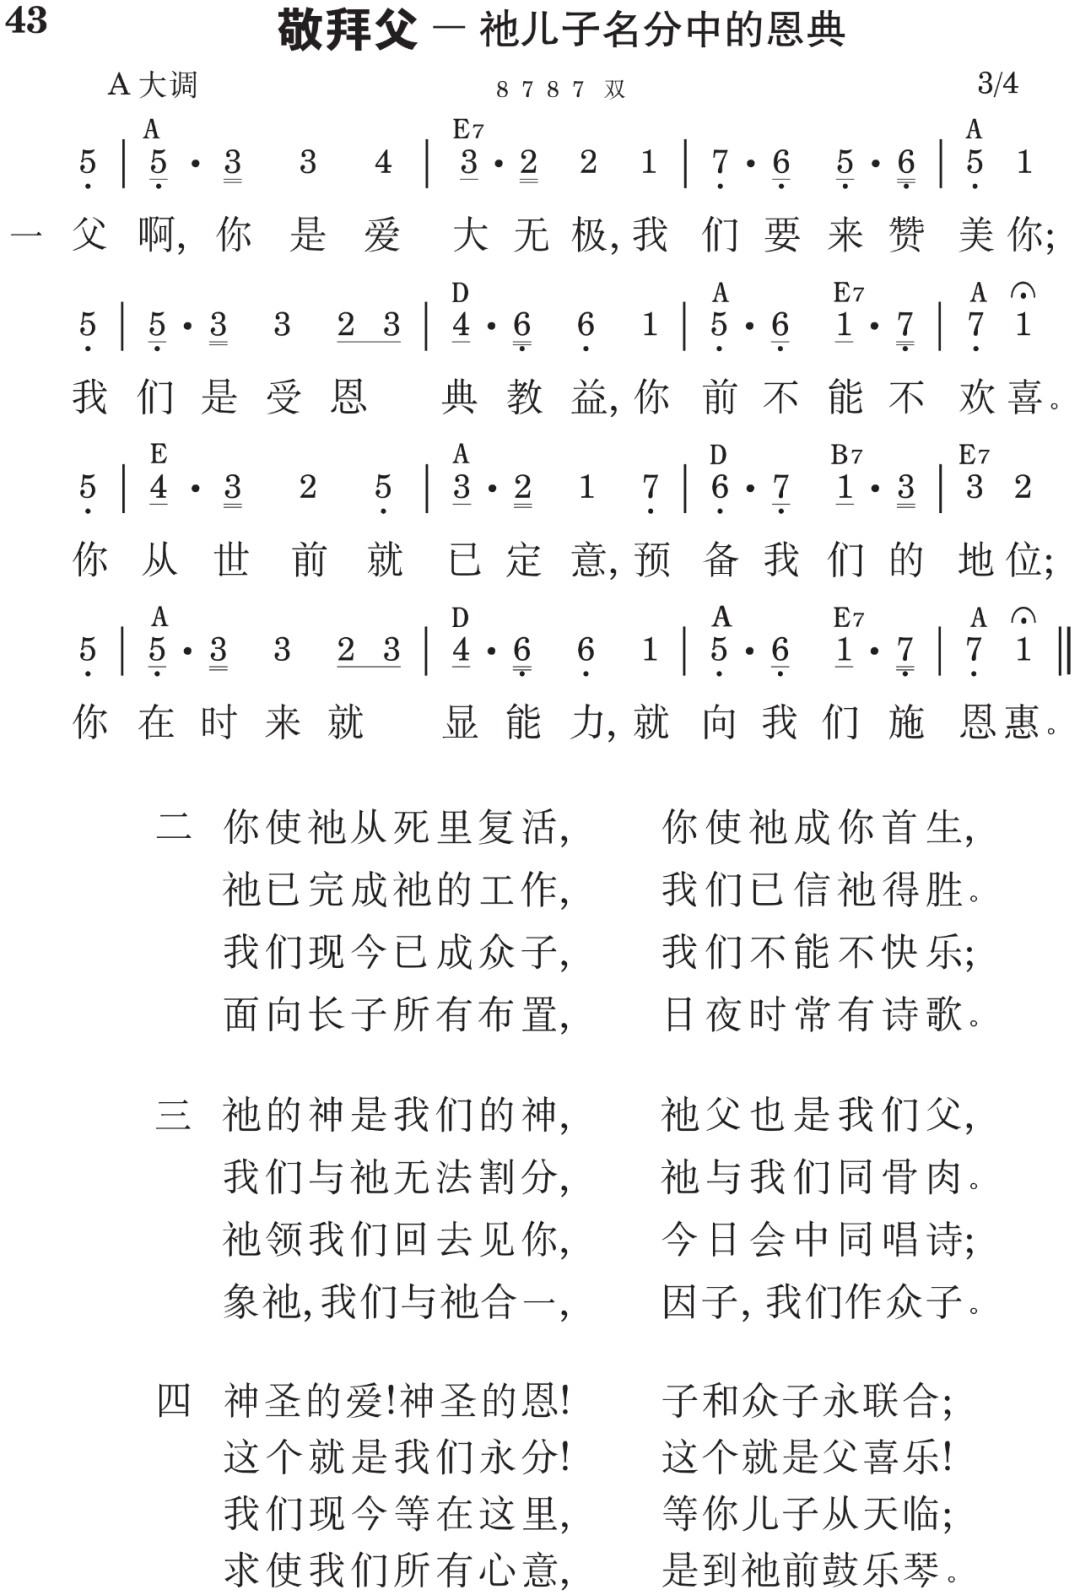 43 敬拜父 — 祂儿子名分中的恩典
A 大调 8 7 8 7 双 3/4
A E7 A
5 | 5 · 3 3 4 | 3 · 2 2 1 | 7 · 6 5 · 6 | 5 1
一 父啊, 你是爱大无极, 我们要来赞美你;
D A E7 A
5 | 5 · 3 3 2 3 | 4 · 6 6 1 | 5 · 6 1 · 7 | 7 1
我们是受恩典教益, 你前不能不欢喜。
E A D B7 E7
5 | 4 · 3 2 5 | 3 · 2 1 7 | 6 · 7 1 · 3 | 3 2
你从世前就已定意, 预备我们的地位;
A D A E7 A
5 | 5 · 3 3 2 3 | 4 · 6 6 1 | 5 · 6 1 · 7 | 7 1 ‖
你在时来就显能力, 就向我们施恩惠。
二 你使祂从死里复活, 你使祂成你首生,
祂已完成祂的工作, 我们已信祂得胜。
我们现今已成众子, 我们不能不快乐;
面向长子所有布置, 日夜时常有诗歌。
三 祂的神是我们的神, 祂父也是我们父,
我们与祂无法割分, 祂与我们同骨肉。
祂领我们回去见你, 今日会中同唱诗;
象祂, 我们与祂合一, 因子, 我们作众子。
四 神圣的爱!神圣的恩! 子和众子永联合;
这个就是我们永分! 这个就是父喜乐!
我们现今等在这里, 等你儿子从天临;
求使我们所有心意, 是到祂前鼓乐琴。